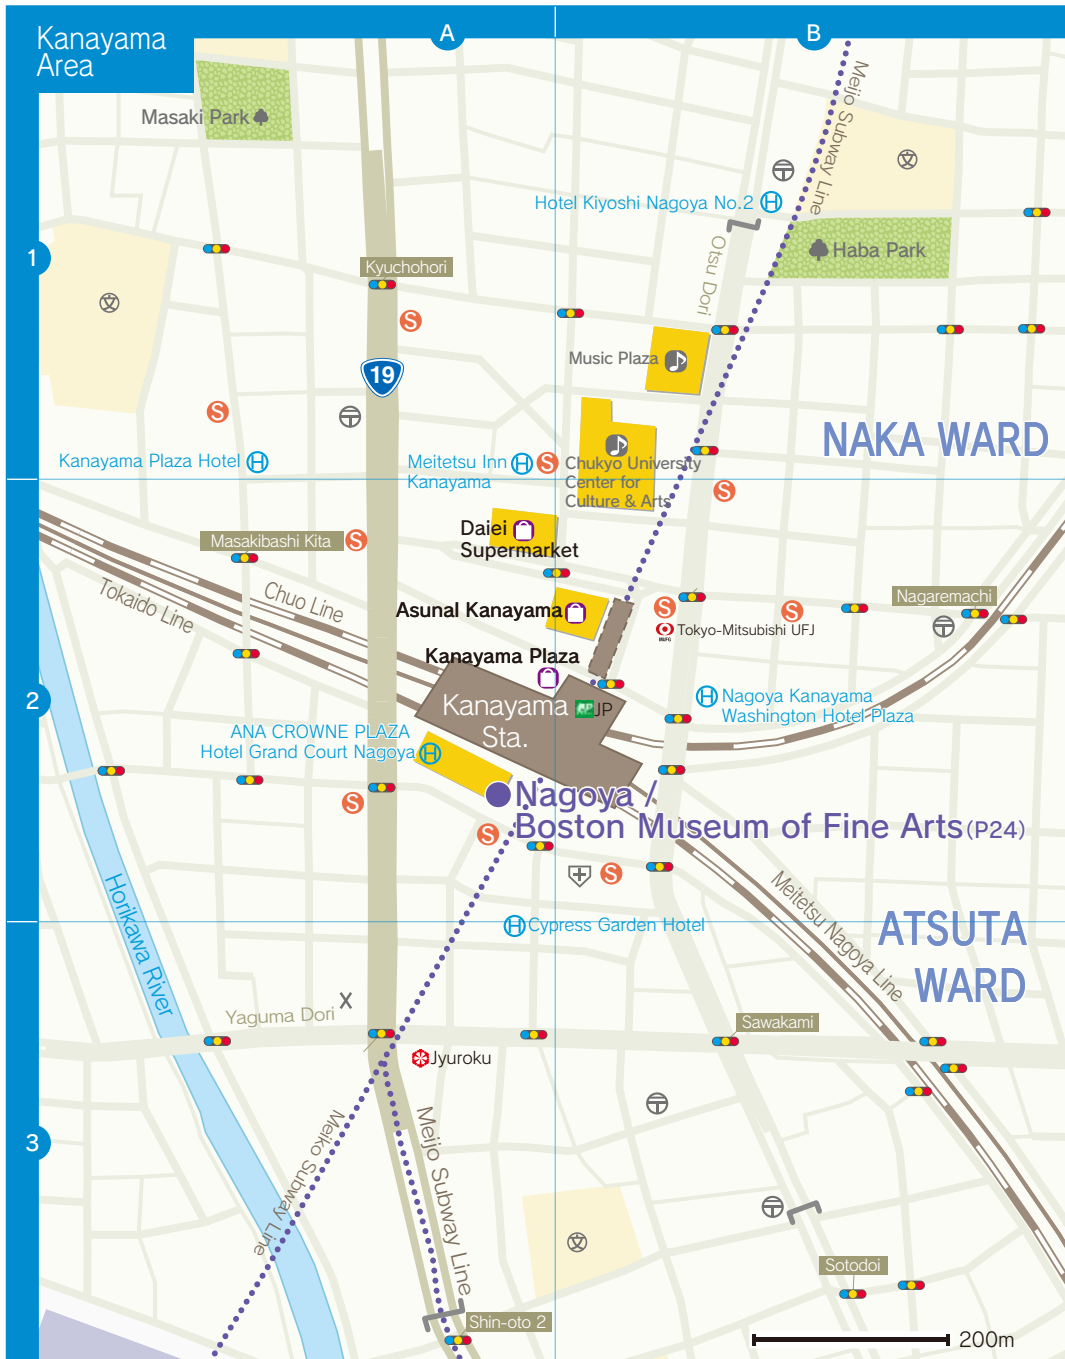 Kanayama
Area
A
B
Masaki Park
Meijo Subway Line
文
Hotel Kiyoshi Nagoya No.2
H
Otsu Dori
Haba Park
1
Kyuchohori
文
S
19
Music Plaza
S
NAKA WARD
Kanayama Plaza Hotel
H
Meitetsu Inn
Kanayama
H
S
Chukyo University
Center for
Culture & Arts
S
Daiei
Supermarket
Masakibashi Kita
S
Tokaido Line
Chuo Line
Nagaremachi
Asunal Kanayama
S
S
MUFG
Tokyo-Mitsubishi UFJ
Kanayama Plaza
2
Kanayama
Sta.
JP
H
Nagoya Kanayama
Washington Hotel Plaza
ANA CROWNE PLAZA
Hotel Grand Court Nagoya
H
S
Nagoya /
Boston Museum of Fine Arts (P24)
S
S
Horikawa River
Meitetsu Nagoya Line
H
Cypress Garden Hotel
ATSUTA
WARD
Yaguma Dori
X
Sawakami
Jyuroku
3
Meiko Subway Line
Meijo Subway Line
文
Sotodoi
Shin-oto 2
200m